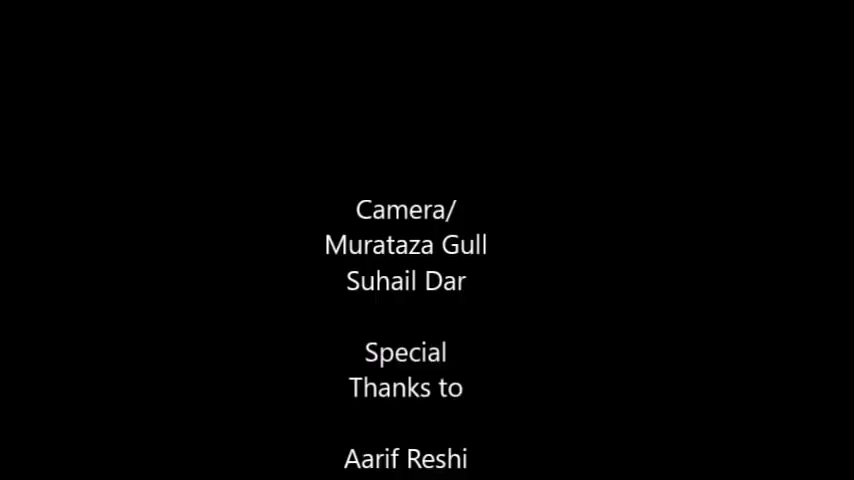 Camera/
Murataza Gull
Suhail Dar
Special
Thanks to
Aarif Reshi